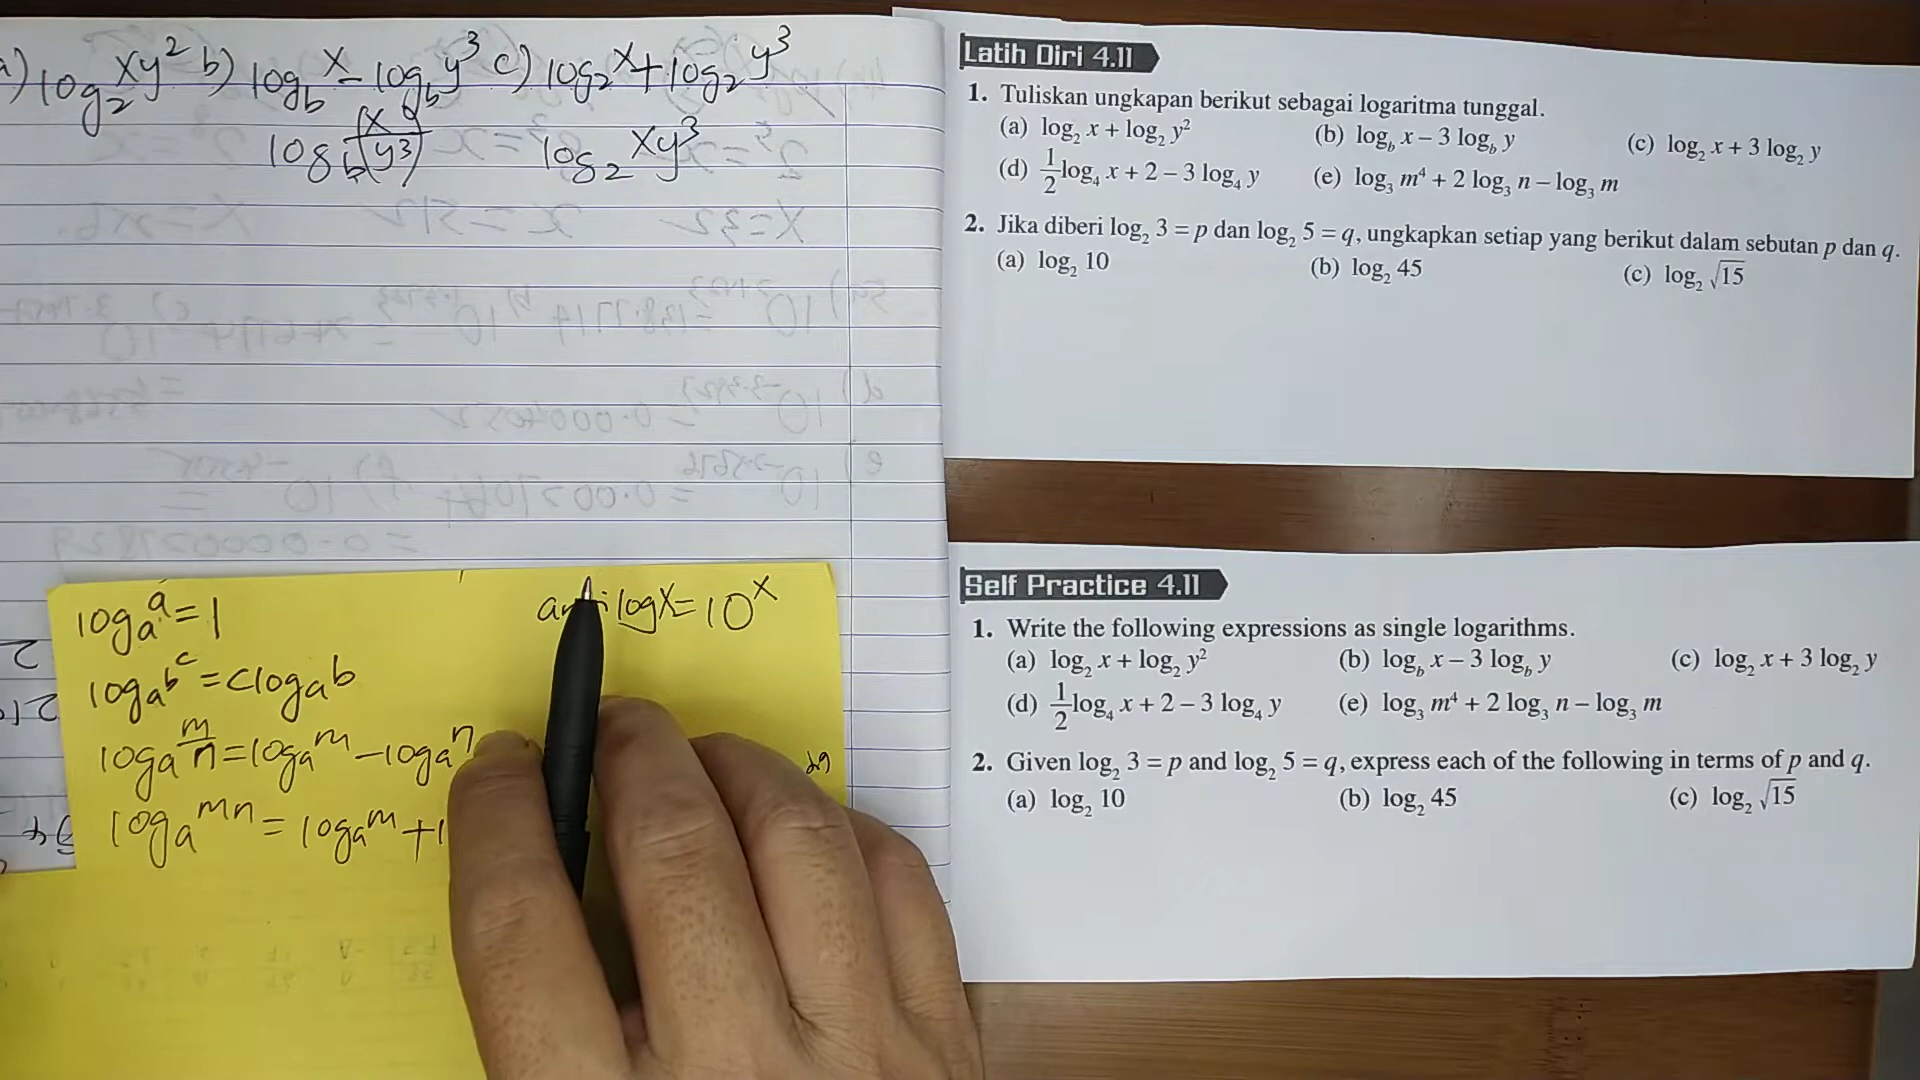 a) log₂ xy² b) log_b x − log_b y³ c) log₂ x + log₂ y³
log_b (x/y³) log₂ xy³
logₐ a = 1
antilog x = 10ˣ
logₐ bᶜ = c logₐ b
logₐ m/n = logₐ m − logₐ n
logₐ mn = logₐ m +
Latih Diri 4.11
1. Tuliskan ungkapan berikut sebagai logaritma tunggal.
(a) log₂ x + log₂ y² (b) log_b x − 3 log_b y (c) log₂ x + 3 log₂ y
(d) 1/2 log₄ x + 2 − 3 log₄ y (e) log₃ m⁴ + 2 log₃ n − log₃ m
2. Jika diberi log₂ 3 = p dan log₂ 5 = q, ungkapkan setiap yang berikut dalam sebutan p dan q.
(a) log₂ 10 (b) log₂ 45 (c) log₂ √15
Self Practice 4.11
1. Write the following expressions as single logarithms.
(a) log₂ x + log₂ y² (b) log_b x − 3 log_b y (c) log₂ x + 3 log₂ y
(d) 1/2 log₄ x + 2 − 3 log₄ y (e) log₃ m⁴ + 2 log₃ n − log₃ m
2. Given log₂ 3 = p and log₂ 5 = q, express each of the following in terms of p and q.
(a) log₂ 10 (b) log₂ 45 (c) log₂ √15